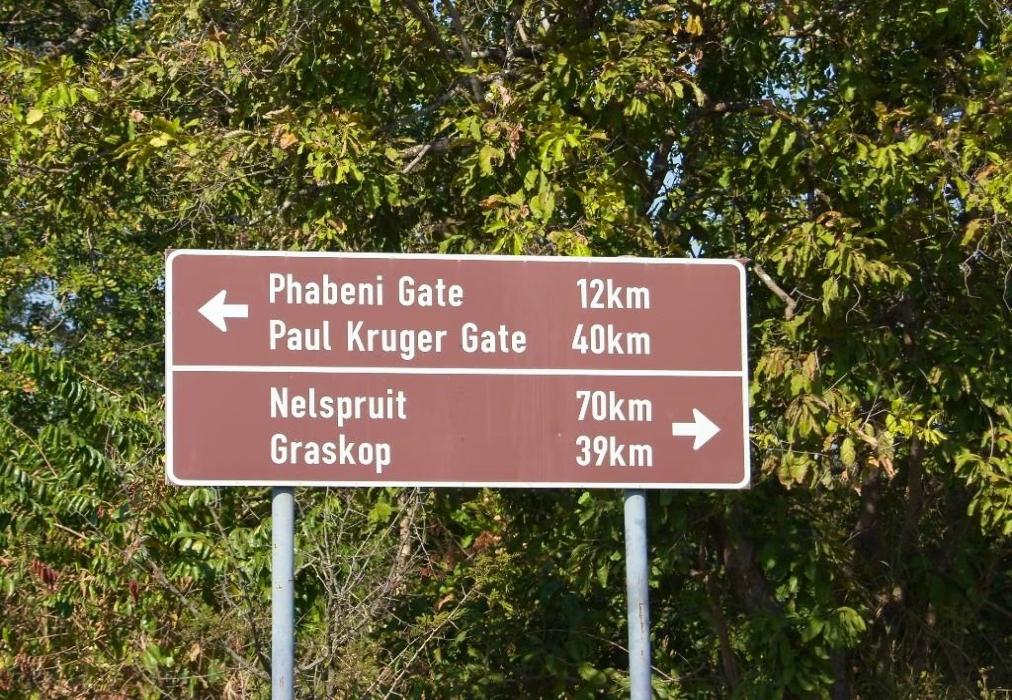 Phabeni Gate 12km
Paul Kruger Gate 40km
Nelspruit 70km
Graskop 39km